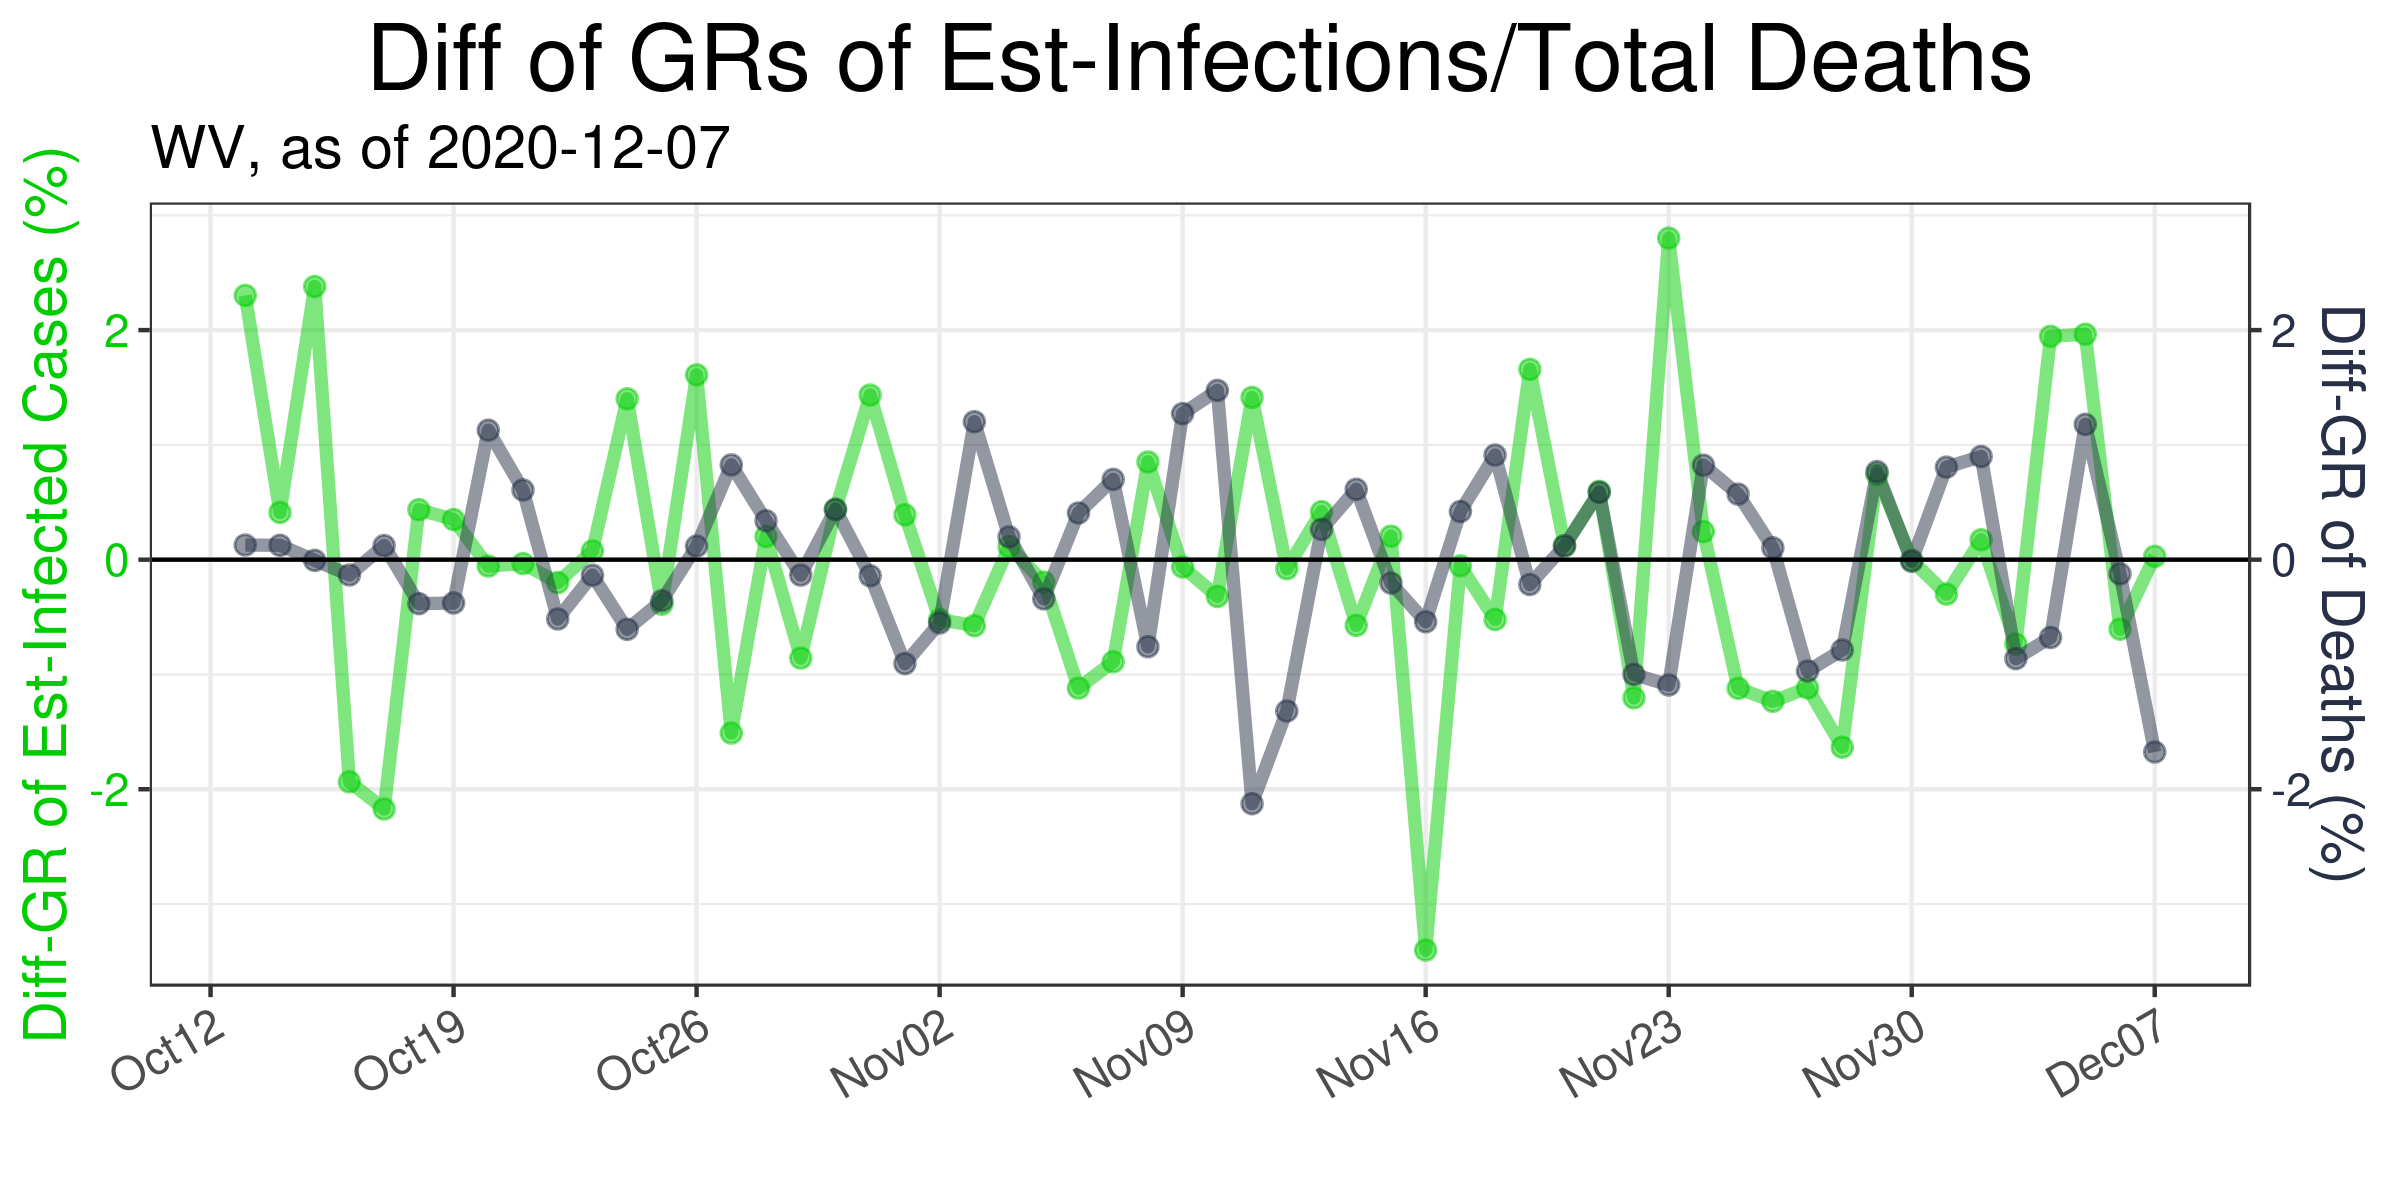 Diff of GRs of Est-Infections/Total Deaths
WV, as of 2020-12-07
Diff-GR of Est-Infected Cases (%)
2
0
-2
2
0
-2
Diff-GR of Deaths (%)
Oct12
Oct19
Oct26
Nov02
Nov09
Nov16
Nov23
Nov30
Dec07